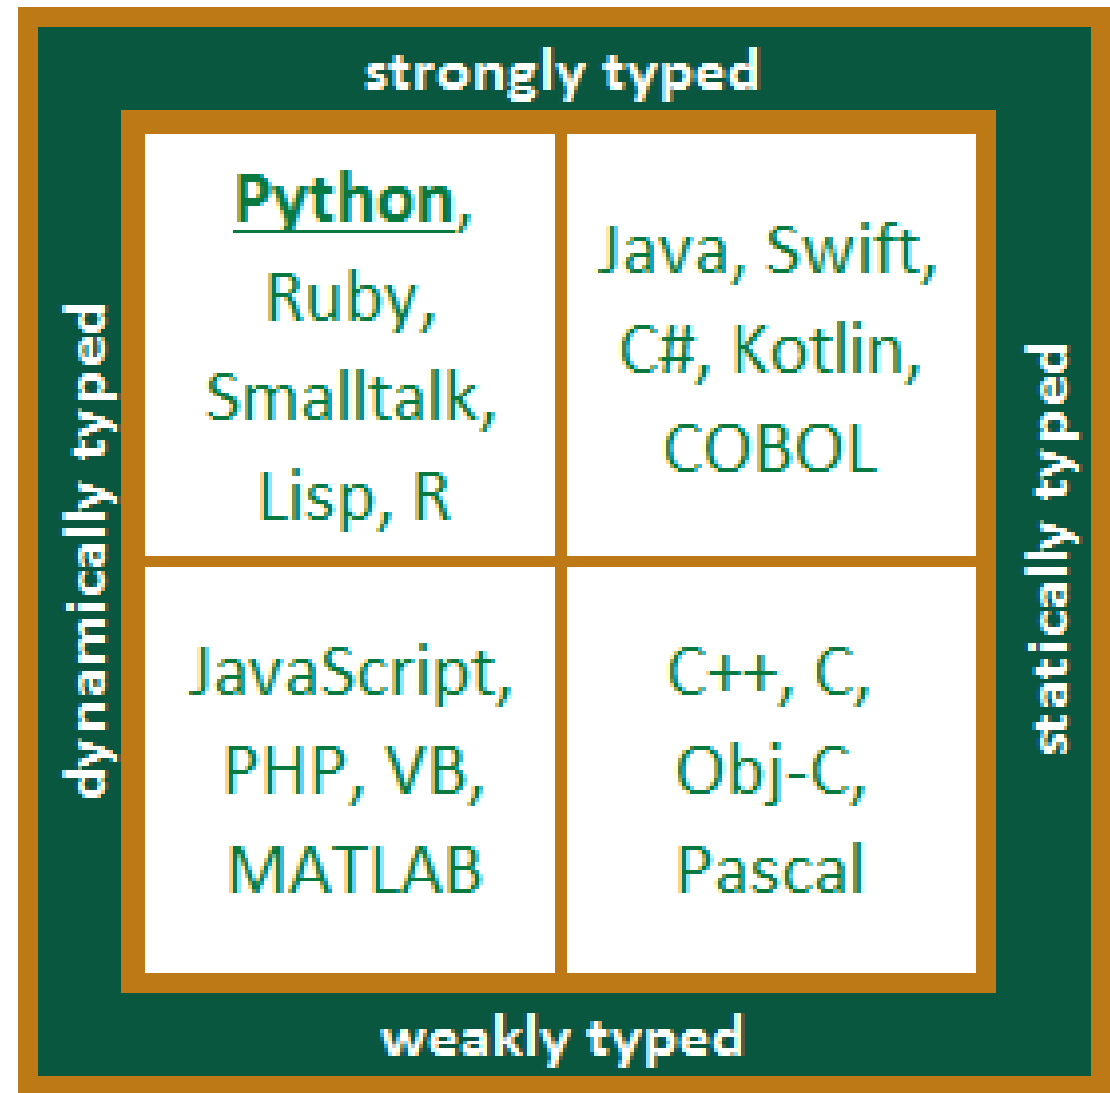 strongly typed
dynamically typed
Python,
Ruby,
Smalltalk,
Lisp, R
Java, Swift,
C#, Kotlin,
COBOL
statically typed
JavaScript,
PHP, VB,
MATLAB
C++, C,
Obj-C,
Pascal
weakly typed